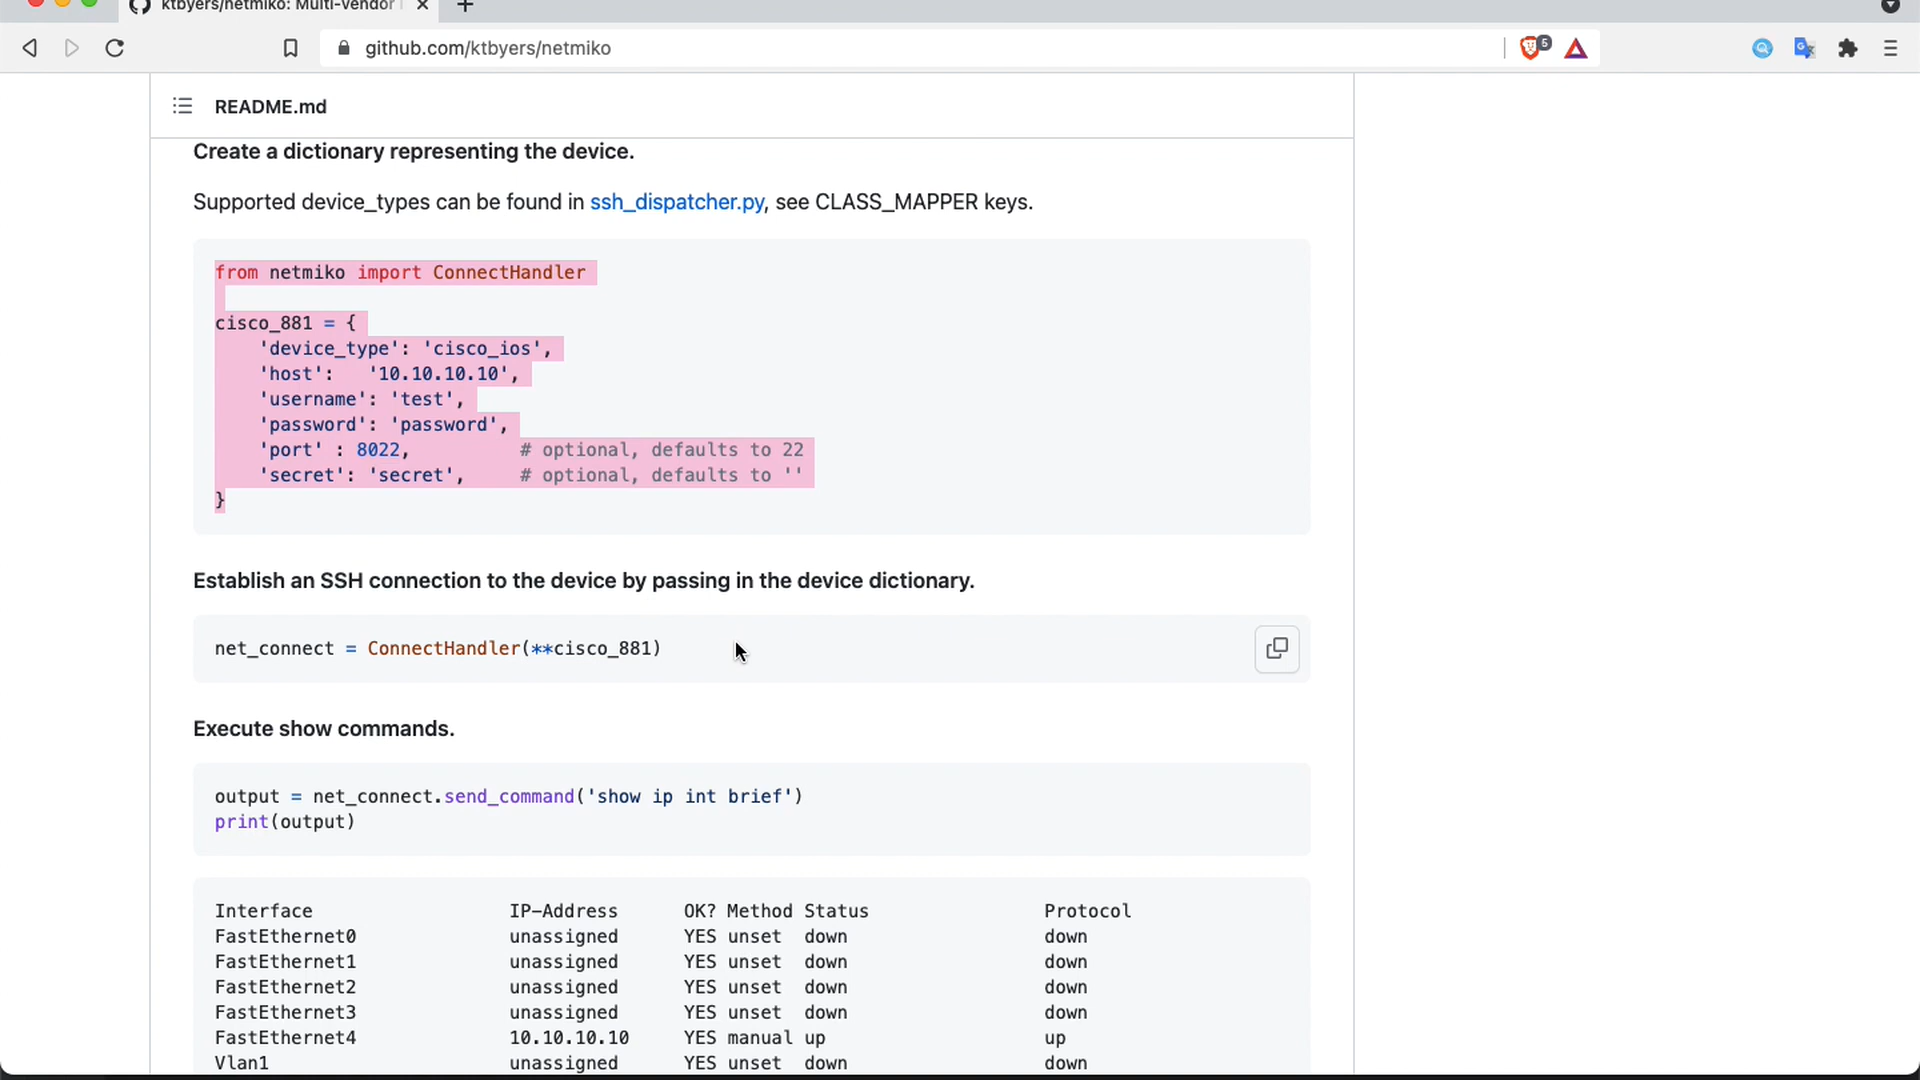 ktbyers/netmiko: Multi-vendor
github.com/ktbyers/netmiko
5
README.md
Create a dictionary representing the device.
Supported device_types can be found in ssh_dispatcher.py, see CLASS_MAPPER keys.
from netmiko import ConnectHandler
cisco_881 = {
    'device_type': 'cisco_ios',
    'host':   '10.10.10.10',
    'username': 'test',
    'password': 'password',
    'port' : 8022,          # optional, defaults to 22
    'secret': 'secret',     # optional, defaults to ''
}
Establish an SSH connection to the device by passing in the device dictionary.
net_connect = ConnectHandler(**cisco_881)
Execute show commands.
output = net_connect.send_command('show ip int brief')
print(output)
Interface                  IP-Address      OK? Method Status                Protocol
FastEthernet0              unassigned      YES unset  down                  down
FastEthernet1              unassigned      YES unset  down                  down
FastEthernet2              unassigned      YES unset  down                  down
FastEthernet3              unassigned      YES unset  down                  down
FastEthernet4              10.10.10.10     YES manual up                    up
Vlan1                      unassigned      YES unset  down                  down